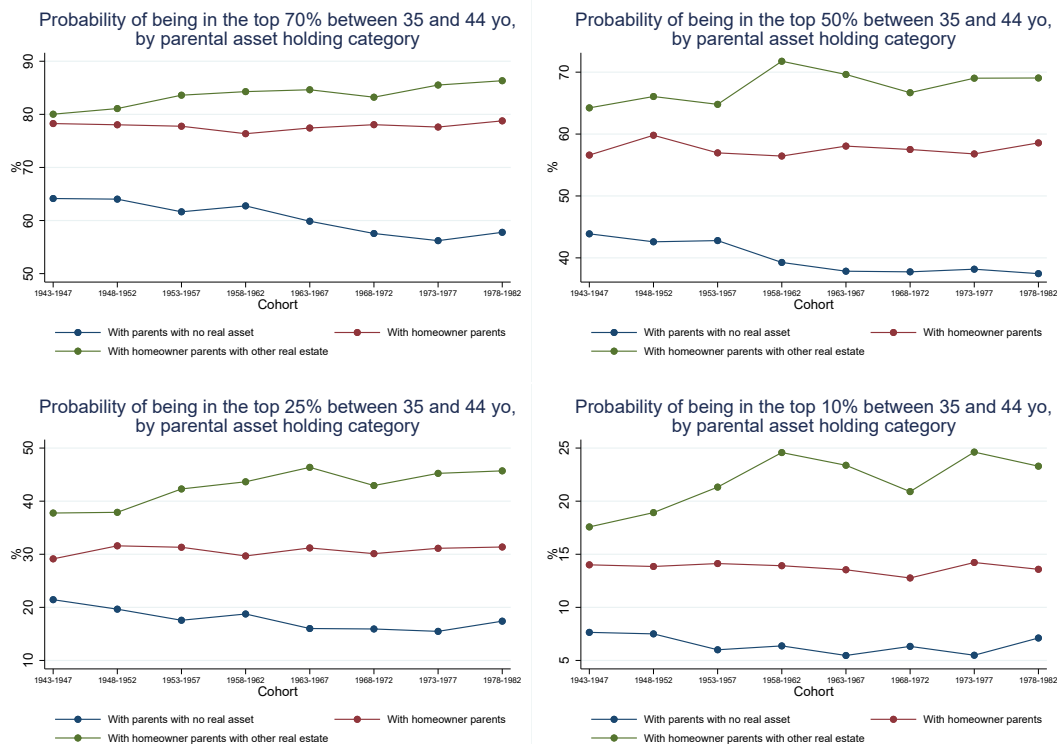 Probability of being in the top 70% between 35 and 44 yo,
by parental asset holding category
90
80
70
60
50
%
1943-1947 1948-1952 1953-1957 1958-1962 1963-1967 1968-1972 1973-1977 1978-1982
Cohort
With parents with no real asset With homeowner parents
With homeowner parents with other real estate
Probability of being in the top 50% between 35 and 44 yo,
by parental asset holding category
70
60
50
40
%
1943-1947 1948-1952 1953-1957 1958-1962 1963-1967 1968-1972 1973-1977 1978-1982
Cohort
With parents with no real asset With homeowner parents
With homeowner parents with other real estate
Probability of being in the top 25% between 35 and 44 yo,
by parental asset holding category
50
40
30
20
10
%
1943-1947 1948-1952 1953-1957 1958-1962 1963-1967 1968-1972 1973-1977 1978-1982
Cohort
With parents with no real asset With homeowner parents
With homeowner parents with other real estate
Probability of being in the top 10% between 35 and 44 yo,
by parental asset holding category
25
20
15
10
5
%
1943-1947 1948-1952 1953-1957 1958-1962 1963-1967 1968-1972 1973-1977 1978-1982
Cohort
With parents with no real asset With homeowner parents
With homeowner parents with other real estate